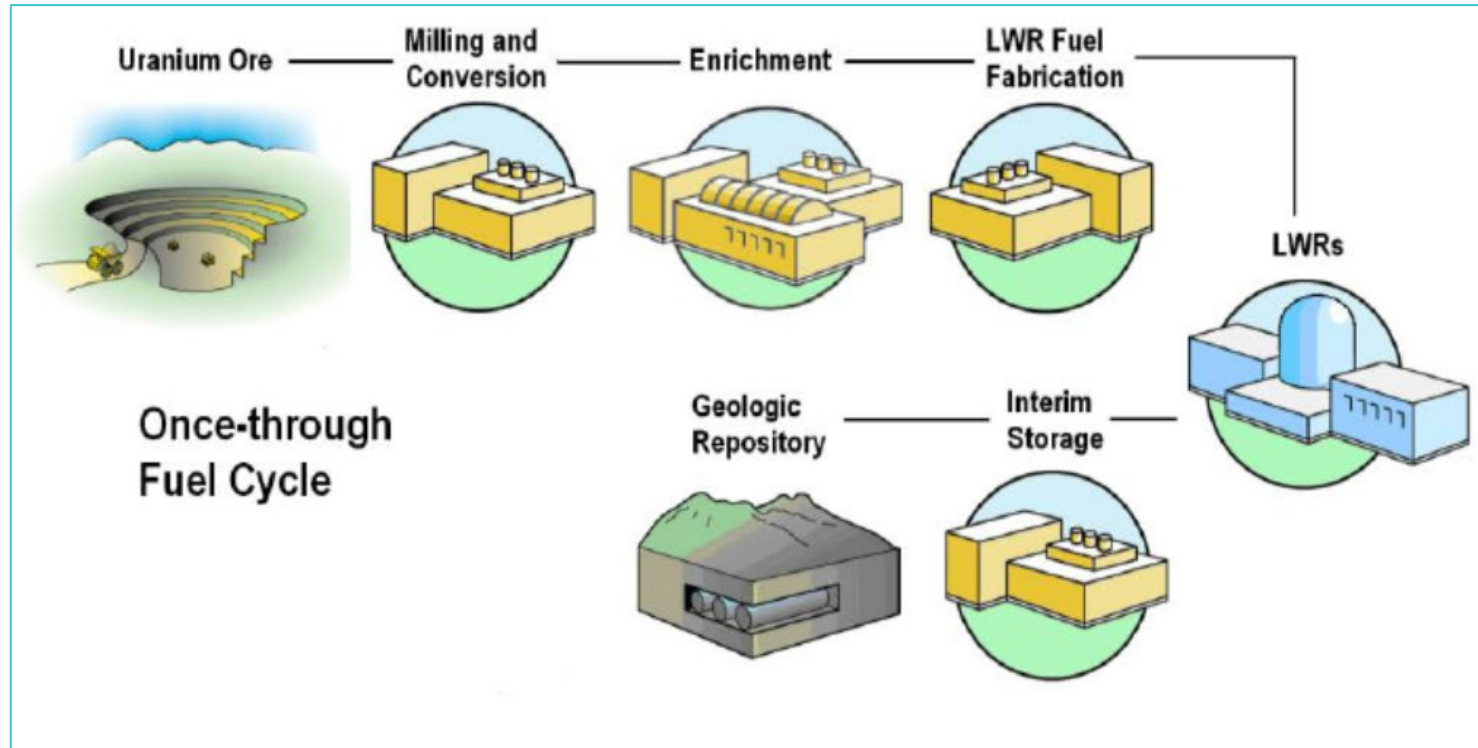 Uranium Ore
Milling and
Conversion
Enrichment
LWR Fuel
Fabrication
LWRs
Interim
Storage
Geologic
Repository
Once-through
Fuel Cycle